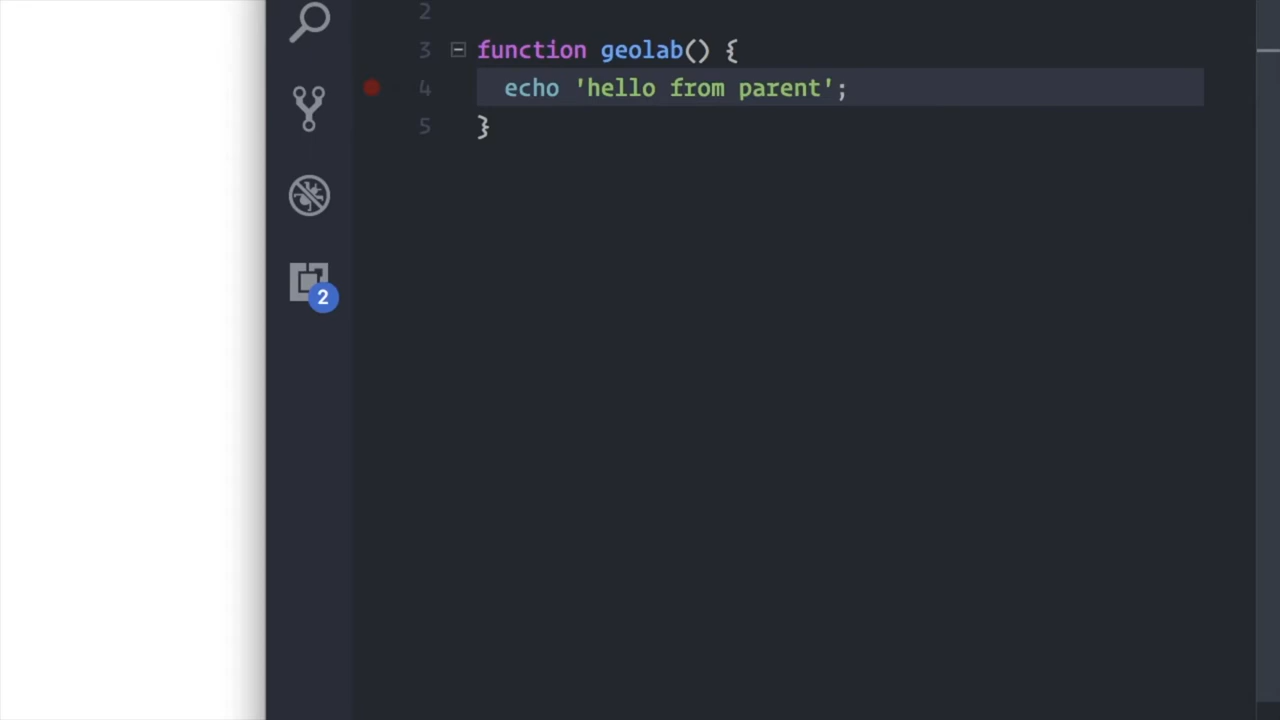 2
3 function geolab() {
4 echo 'hello from parent';
5 }
2